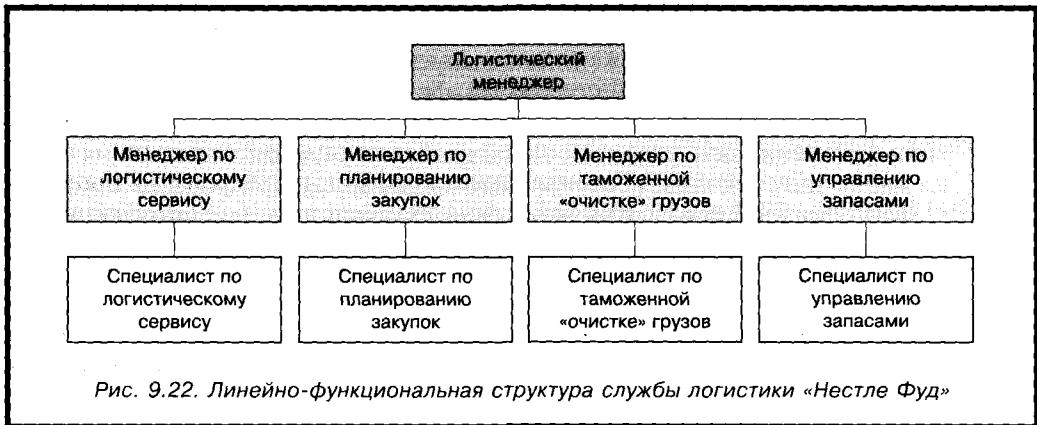 Логистический
менеджер
Менеджер по
логистическому
сервису
Менеджер по
планированию
закупок
Менеджер по
таможенной
«очистке» грузов
Менеджер по
управлению
запасами
Специалист по
логистическому
сервису
Специалист по
планированию
закупок
Специалист по
таможенной
«очистке» грузов
Специалист по
управлению
запасами
Рис. 9.22. Линейно-функциональная структура службы логистики «Нестле Фуд»